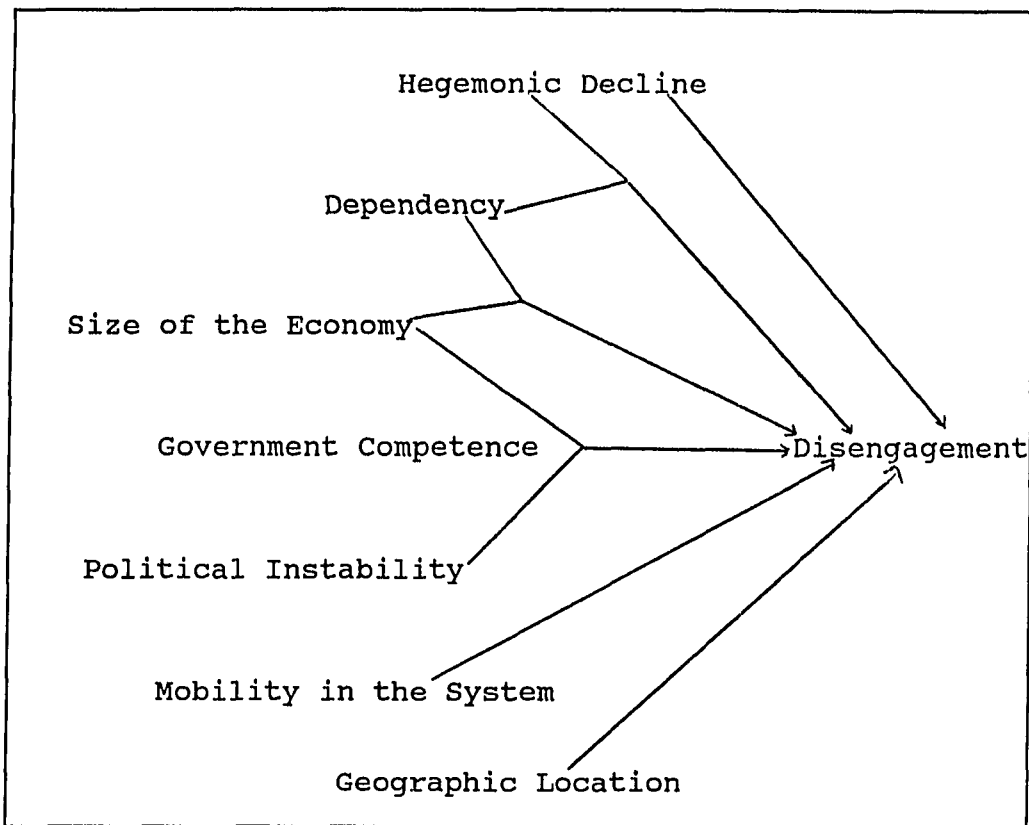 Hegemonic Decline
Dependency
Size of the Economy
Government Competence
Disengagement
Political Instability
Mobility in the System
Geographic Location